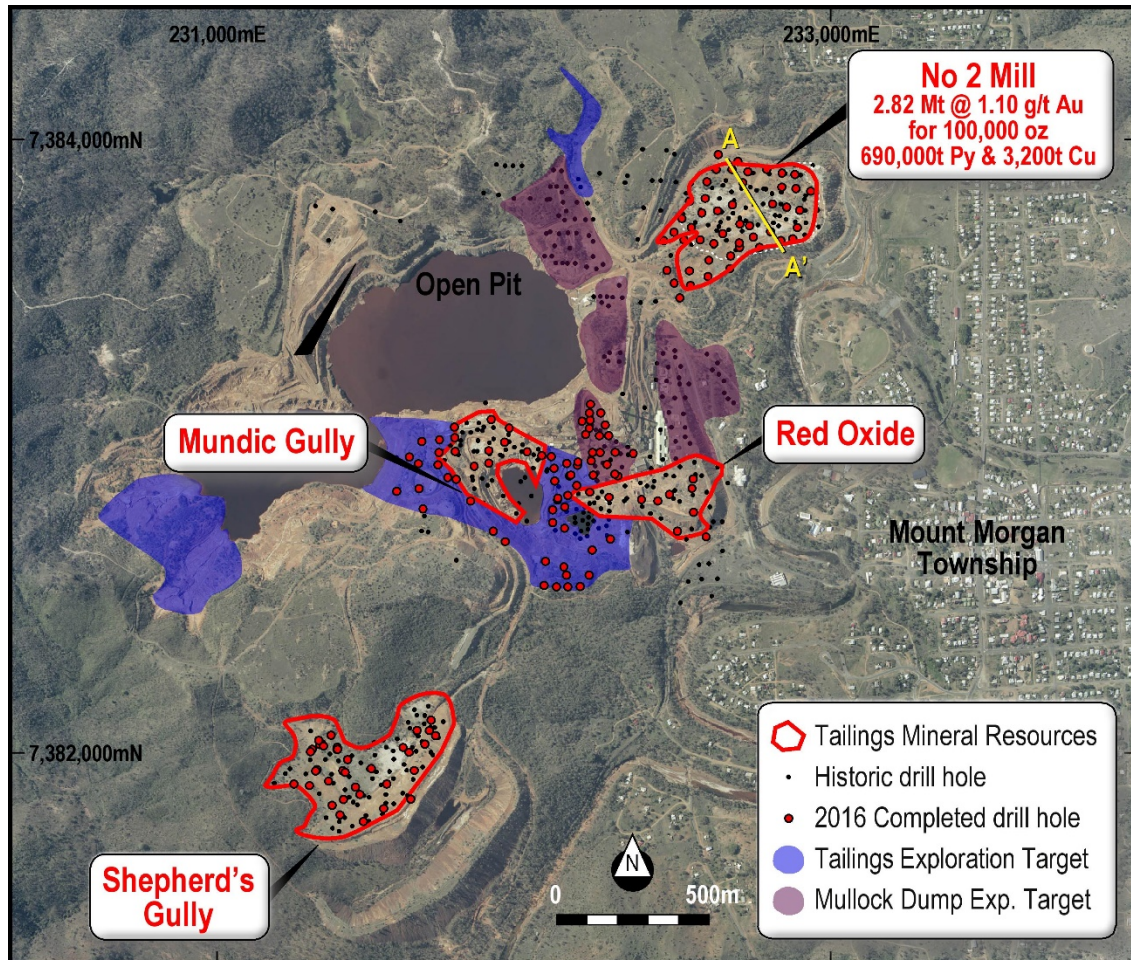 231,000mE
233,000mE
No 2 Mill
2.82 Mt @ 1.10 g/t Au
for 100,000 oz
690,000t Py & 3,200t Cu
7,384,000mN
A
A'
Open Pit
Mundic Gully
Red Oxide
Mount Morgan
Township
7,382,000mN
Shepherd's
Gully
Tailings Mineral Resources
Historic drill hole
2016 Completed drill hole
Tailings Exploration Target
Mullock Dump Exp. Target
N
0
500m